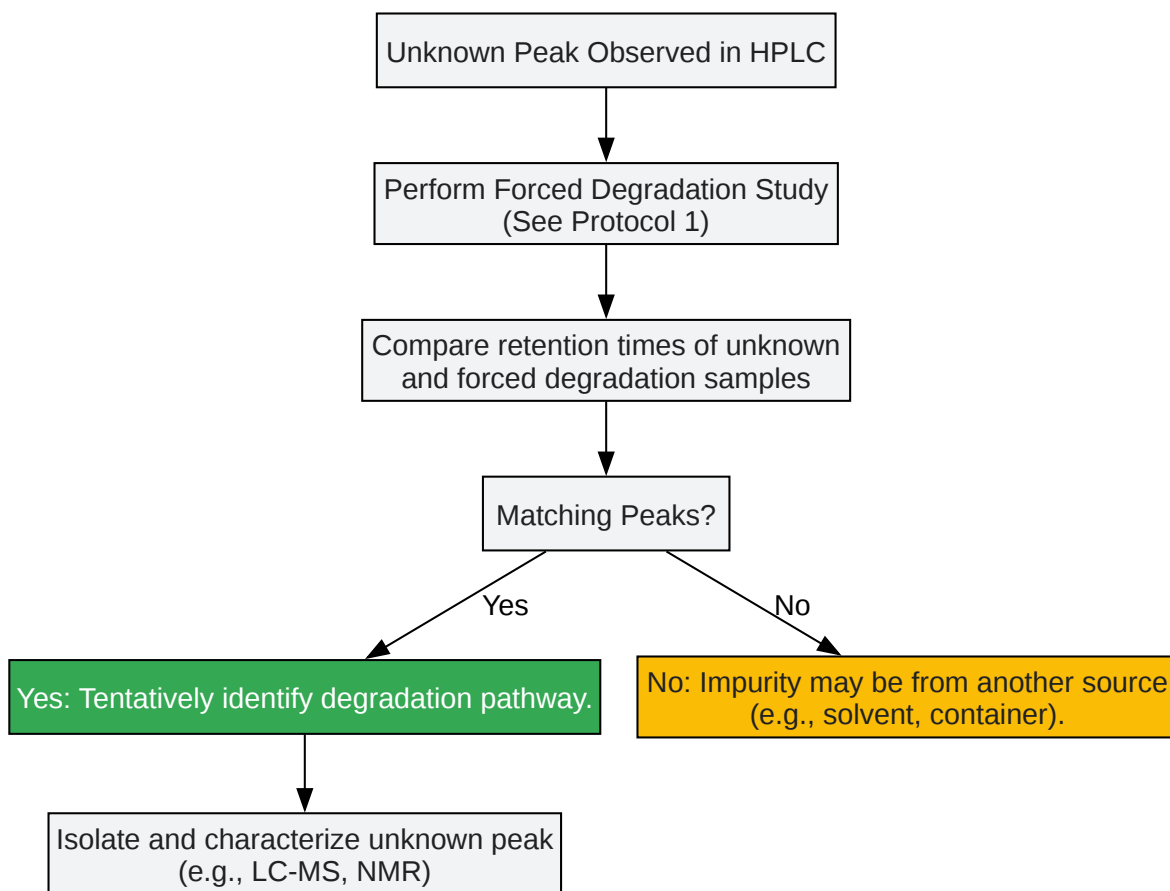 Unknown Peak Observed in HPLC
Perform Forced Degradation Study
(See Protocol 1)
Compare retention times of unknown
and forced degradation samples
Matching Peaks?
Yes
No
Yes: Tentatively identify degradation pathway.
No: Impurity may be from another source
(e.g., solvent, container).
Isolate and characterize unknown peak
(e.g., LC-MS, NMR)